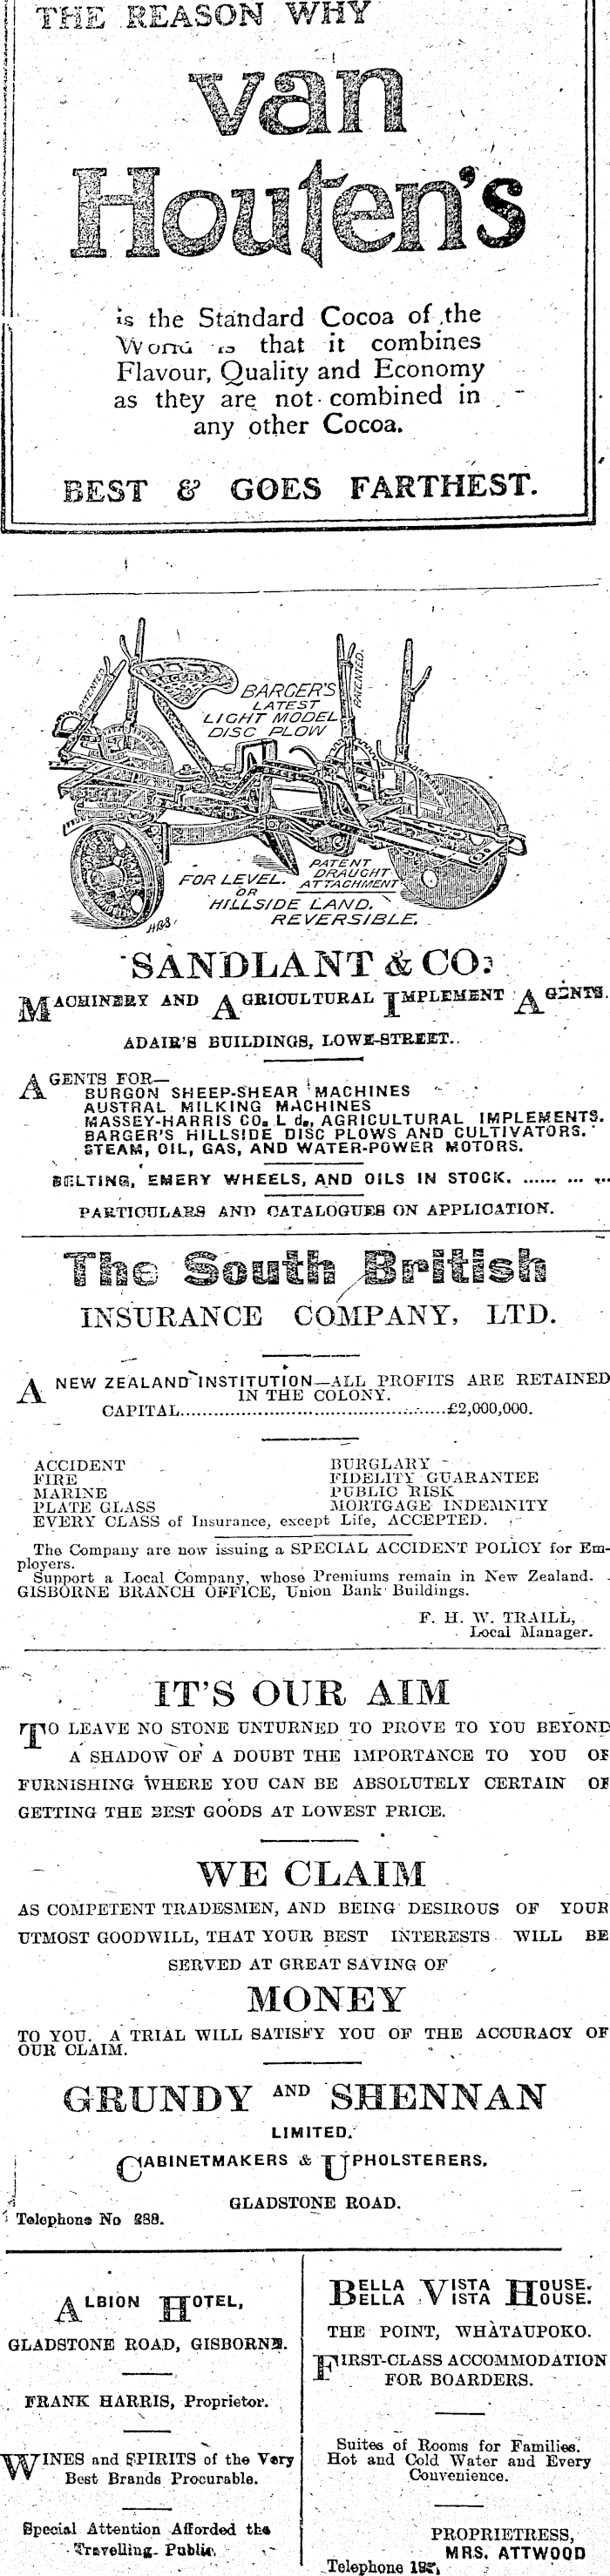 THE REASON WHY
van
Houten's
is the Standard Cocoa of the
World is that it combines
Flavour, Quality and Economy
as they are not combined in
any other Cocoa.
BEST & GOES FARTHEST.
PATENTED.
PATENTED.
BARGER'S
LATEST
LIGHT MODEL
DISC PLOW
FOR LEVEL.
OR
HILLSIDE LAND.
REVERSIBLE.
PATENT
DRAUGHT
ATTACHMENT
SANDLANT & CO.
MACHINERY AND AGRICULTURAL IMPLEMENT AGENTS.
ADAIR'S BUILDINGS, LOWE-STREET..
AGENTS FOR—
BURGON SHEEP-SHEAR MACHINES
AUSTRAL MILKING MACHINES
MASSEY-HARRIS CO. L d., AGRICULTURAL IMPLEMENTS.
BARGER'S HILLSIDE DISC PLOWS AND CULTIVATORS.
STEAM, OIL, GAS, AND WATER-POWER MOTORS.
BELTING, EMERY WHEELS, AND OILS IN STOCK. ...... ... ...
PARTICULARS AND CATALOGUES ON APPLICATION.
The South British
INSURANCE COMPANY, LTD.
A NEW ZEALAND INSTITUTION—ALL PROFITS ARE RETAINED
IN THE COLONY.
CAPITAL..............................................£2,000,000.
ACCIDENT
FIRE
MARINE
PLATE GLASS
BURGLARY
FIDELITY GUARANTEE
PUBLIC RISK
MORTGAGE INDEMNITY
EVERY CLASS of Insurance, except Life, ACCEPTED.
The Company are now issuing a SPECIAL ACCIDENT POLICY for Em-
ployers.
Support a Local Company, whose Premiums remain in New Zealand.
GISBORNE BRANCH OFFICE, Union Bank Buildings.
F. H. W. TRAILL,
Local Manager.
IT'S OUR AIM
TO LEAVE NO STONE UNTURNED TO PROVE TO YOU BEYOND
A SHADOW OF A DOUBT THE IMPORTANCE TO YOU OF
FURNISHING WHERE YOU CAN BE ABSOLUTELY CERTAIN OF
GETTING THE BEST GOODS AT LOWEST PRICE.
WE CLAIM
AS COMPETENT TRADESMEN, AND BEING DESIROUS OF YOUR
UTMOST GOODWILL, THAT YOUR BEST INTERESTS WILL BE
SERVED AT GREAT SAVING OF
MONEY
TO YOU. A TRIAL WILL SATISFY YOU OF THE ACCURACY OF
OUR CLAIM.
GRUNDY AND SHENNAN
LIMITED.
CABINETMAKERS & UPHOLSTERERS.
GLADSTONE ROAD.
Telephone No 288.
ALBION HOTEL,
GLADSTONE ROAD, GISBORNE.
FRANK HARRIS, Proprietor.
WINES and SPIRITS of the Very
Best Brands Procurable.
Special Attention Afforded the
Travelling Public.
BELLA VISTA HOUSE.
BELLA VISTA HOUSE.
THE POINT, WHATAUPOKO.
FIRST-CLASS ACCOMMODATION
FOR BOARDERS.
Suites of Rooms for Families.
Hot and Cold Water and Every
Convenience.
PROPRIETRESS,
MRS. ATTWOOD
Telephone